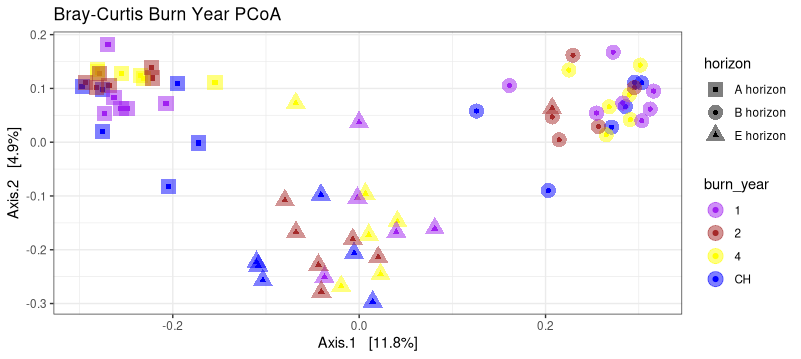 Bray-Curtis Burn Year PCoA
0.2
0.1
0.0
-0.1
-0.2
-0.3
Axis.2 [4.9%]
-0.2
0.0
0.2
Axis.1 [11.8%]
horizon
A horizon
B horizon
E horizon
burn_year
1
2
4
CH